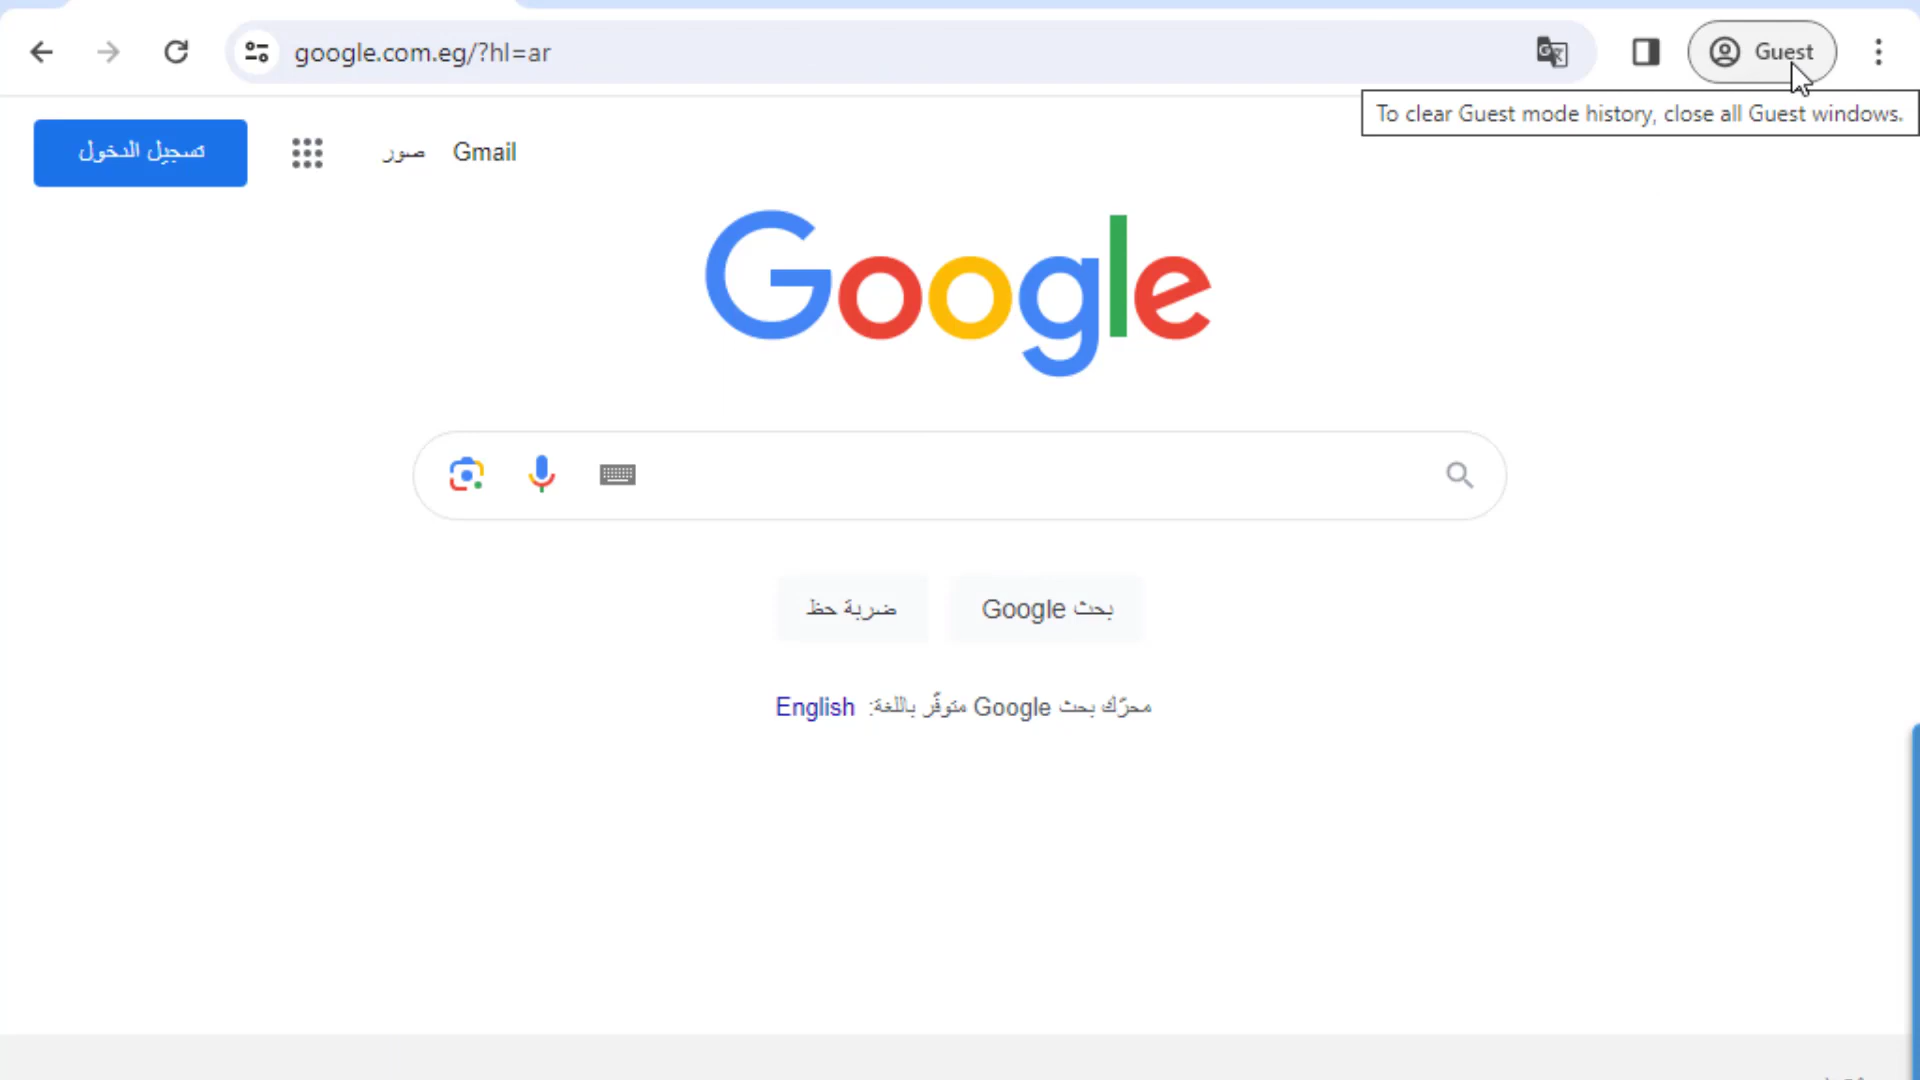 google.com.eg/?hl=ar
Guest
To clear Guest mode history, close all Guest windows.
تسجيل الدخول
صور
Gmail
Google
بحث Google
ضربة حظ
محرّك بحث Google متوفّر باللغة: English